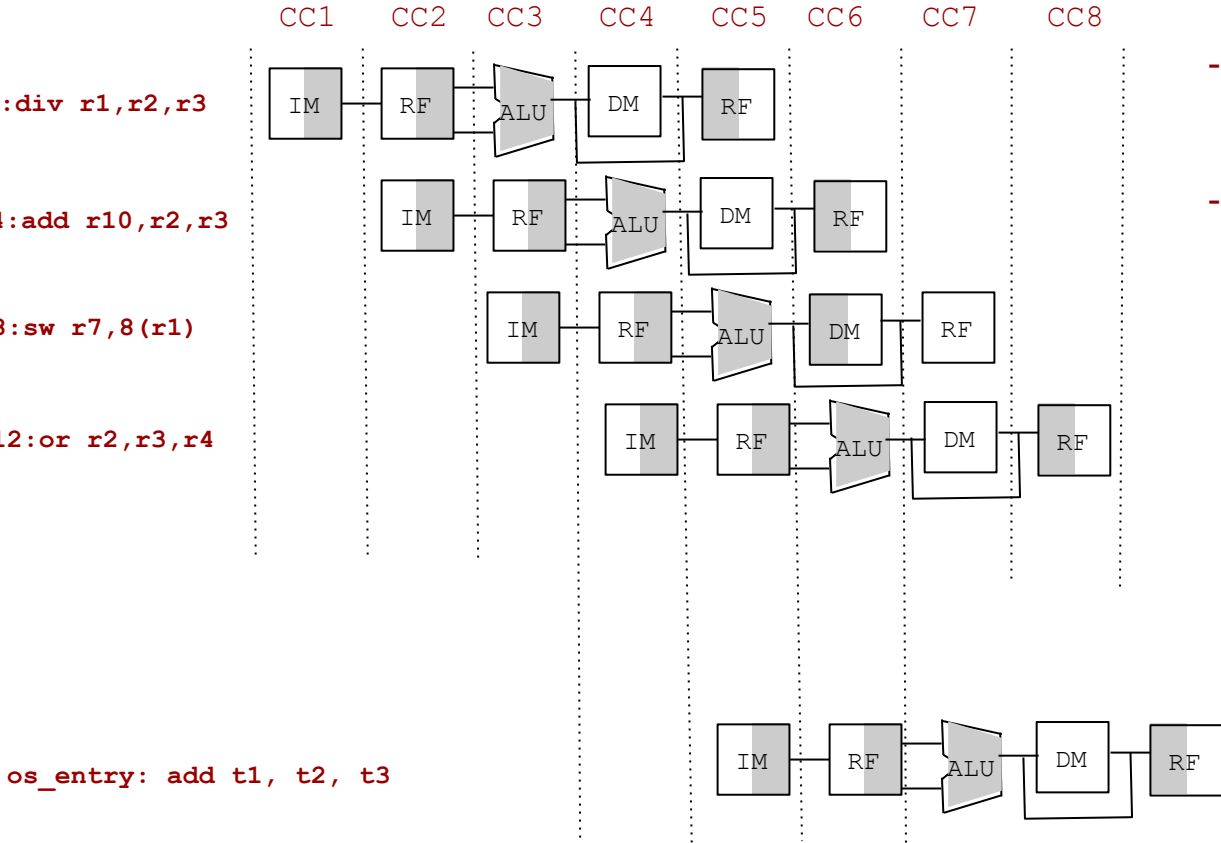 CC1 CC2 CC3 CC4 CC5 CC6 CC7 CC8
:div r1,r2,r3 IM RF ALU DM RF
4:add r10,r2,r3 IM RF ALU DM RF
8:sw r7,8(r1) IM RF ALU DM RF
12:or r2,r3,r4 IM RF ALU DM RF
os_entry: add t1, t2, t3 IM RF ALU DM RF